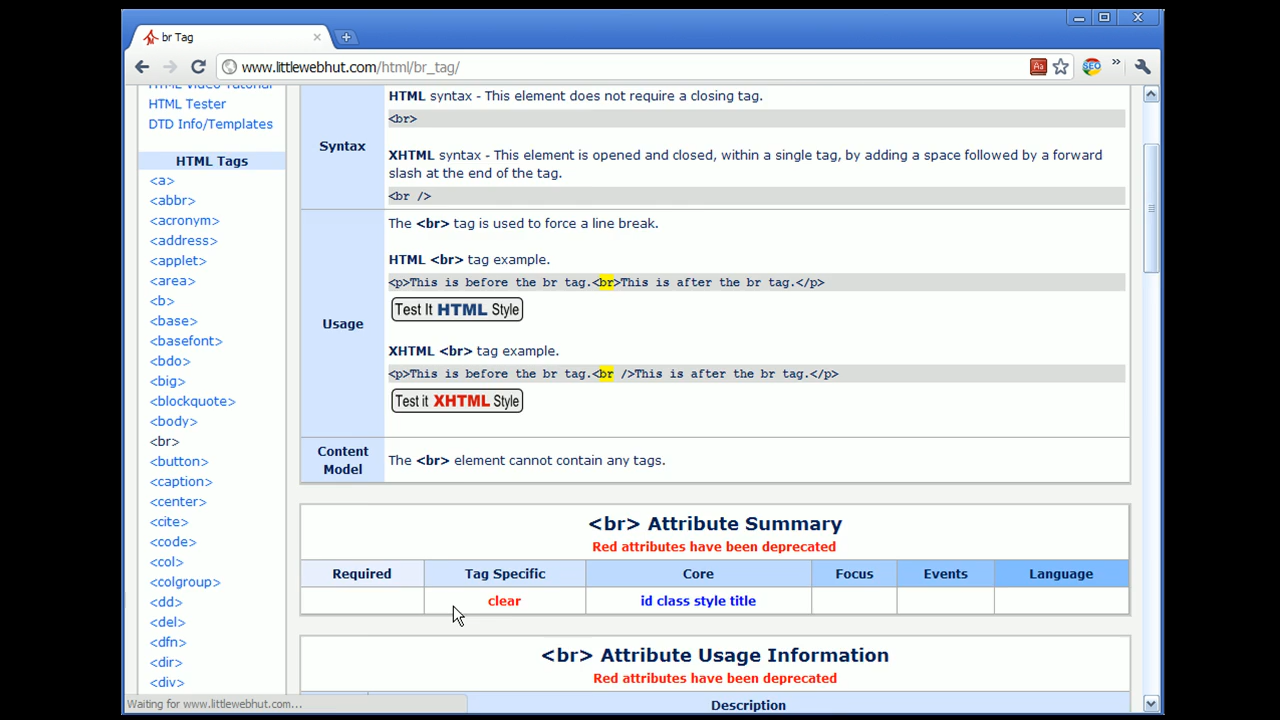 br Tag
www.littlewebhut.com/html/br_tag/
Aa
SEO
HTML Video Tutorial
HTML Tester
DTD Info/Templates
HTML Tags
<a>
<abbr>
<acronym>
<address>
<applet>
<area>
<b>
<base>
<basefont>
<bdo>
<big>
<blockquote>
<body>
<br>
<button>
<caption>
<center>
<cite>
<code>
<col>
<colgroup>
<dd>
<del>
<dfn>
<dir>
<div>
Syntax
HTML syntax - This element does not require a closing tag.
<br>
XHTML syntax - This element is opened and closed, within a single tag, by adding a space followed by a forward
slash at the end of the tag.
<br />
Usage
The <br> tag is used to force a line break.
HTML <br> tag example.
<p>This is before the br tag.<br>This is after the br tag.</p>
Test It HTML Style
XHTML <br> tag example.
<p>This is before the br tag.<br />This is after the br tag.</p>
Test it XHTML Style
Content
Model
The <br> element cannot contain any tags.
<br> Attribute Summary
Red attributes have been deprecated
Required Tag Specific Core Focus Events Language
clear id class style title
<br> Attribute Usage Information
Red attributes have been deprecated
Description
Waiting for www.littlewebhut.com...